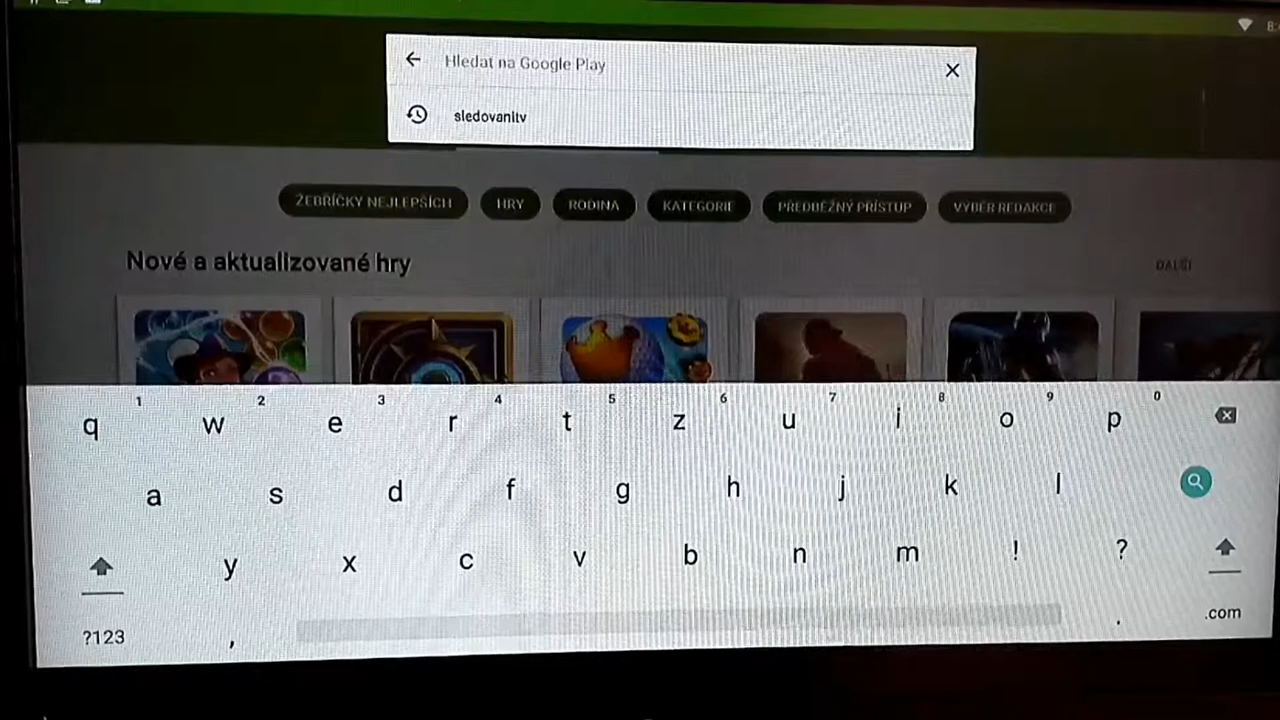 Hledat na Google Play
sledovanitv
ŽEBŘÍČKY NEJLEPŠÍCH HRY RODINA KATEGORIE PŘEDBĚŽNÝ PŘÍSTUP VÝBĚR REDAKCE
Nové a aktualizované hry DALŠÍ
1 2 3 4 5 6 7 8 9 0
q w e r t z u i o p
a s d f g h j k l
y x c v b n m ! ?
?123 , . .com